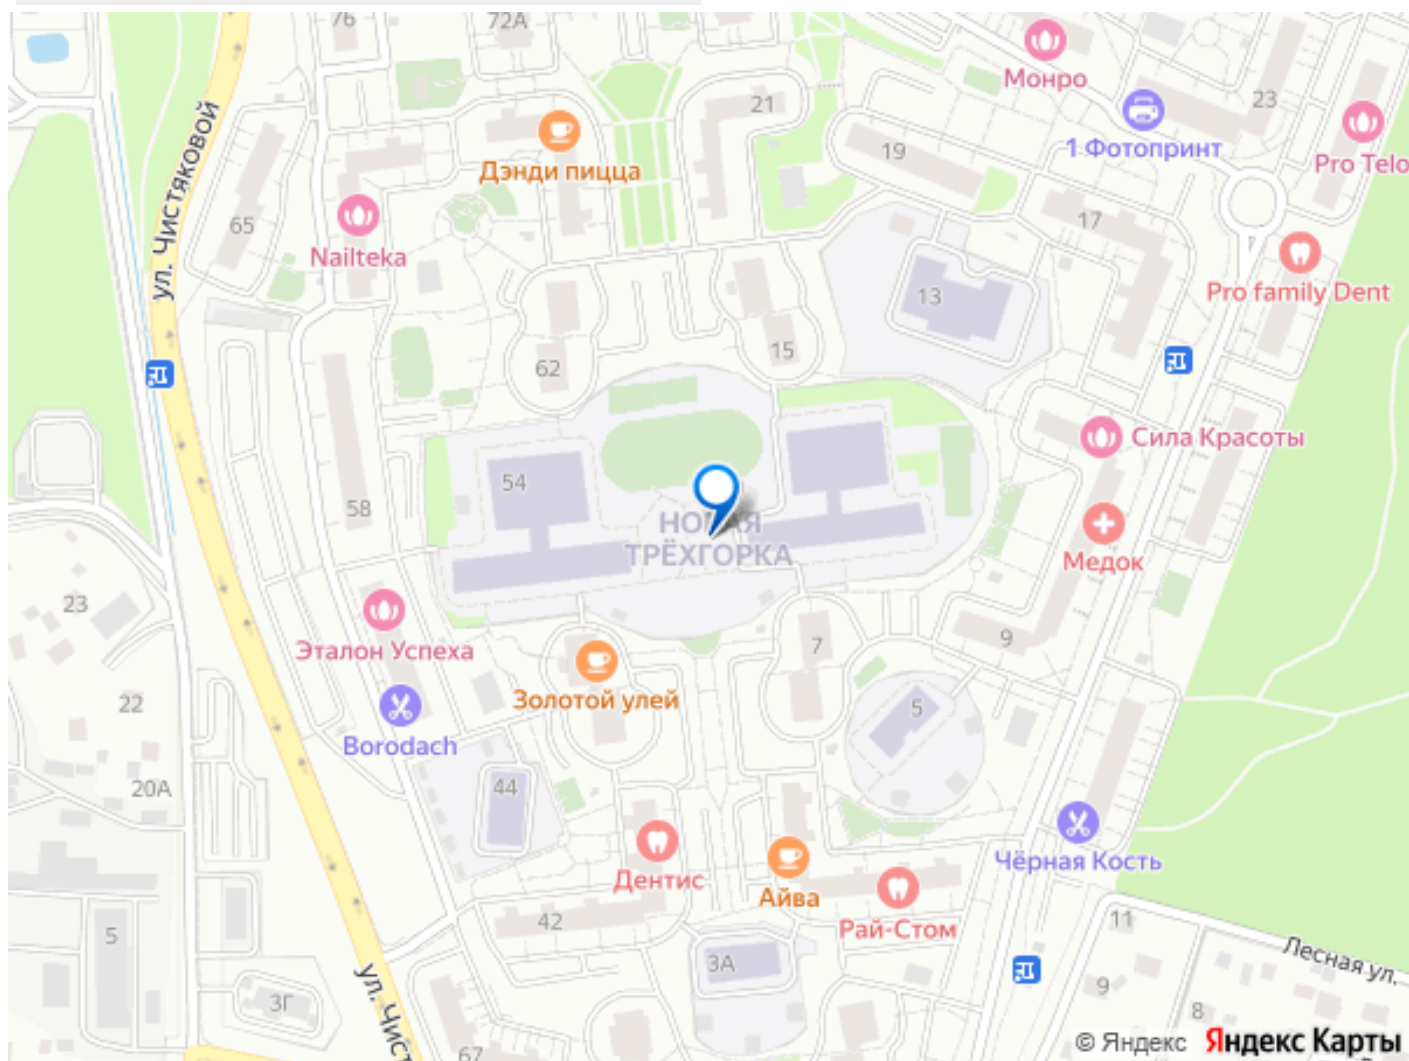 76
72А
Монро
23
21
1 Фотопринт
Pro Telo
Дэнди пицца
19
ул. Чистяковой
65
Nailteka
17
Pro family Dent
13
15
62
Сила Красоты
54
58
НОВАЯ
ТРЁХГОРКА
Медок
23
Эталон Успеха
7
9
Золотой улей
22
5
Borodach
20А
44
Чёрная Кость
Дентис
Айва
Рай-Стом
42
11
5
Лесная ул.
3А
ул. Чист
3Г
9
8
67
© Яндекс Яндекс Карты